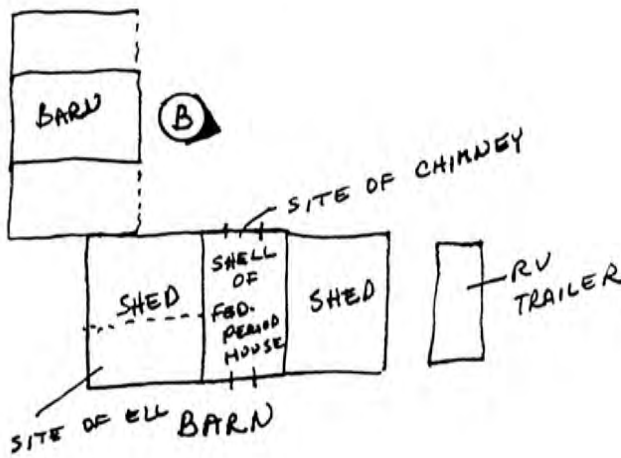 BARN
B
SITE OF CHIMNEY
SHELL
OF
FED.
PERIOD
HOUSE
SHED
SHED
RV
TRAILER
SITE OF ELL
BARN